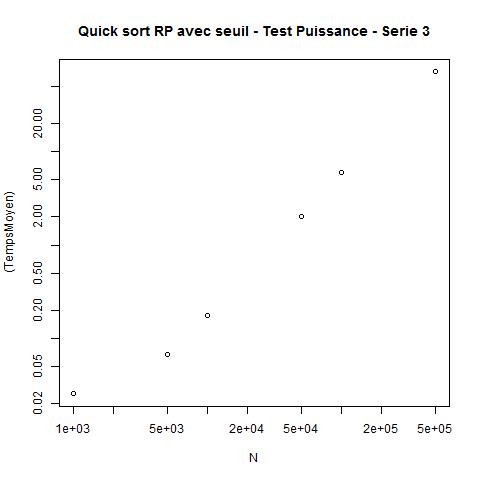 Quick sort RP avec seuil - Test Puissance - Serie 3
(TempsMoyen)
20.00
5.00
2.00
0.50
0.20
0.05
0.02
1e+03 5e+03 2e+04 5e+04 2e+05 5e+05
N